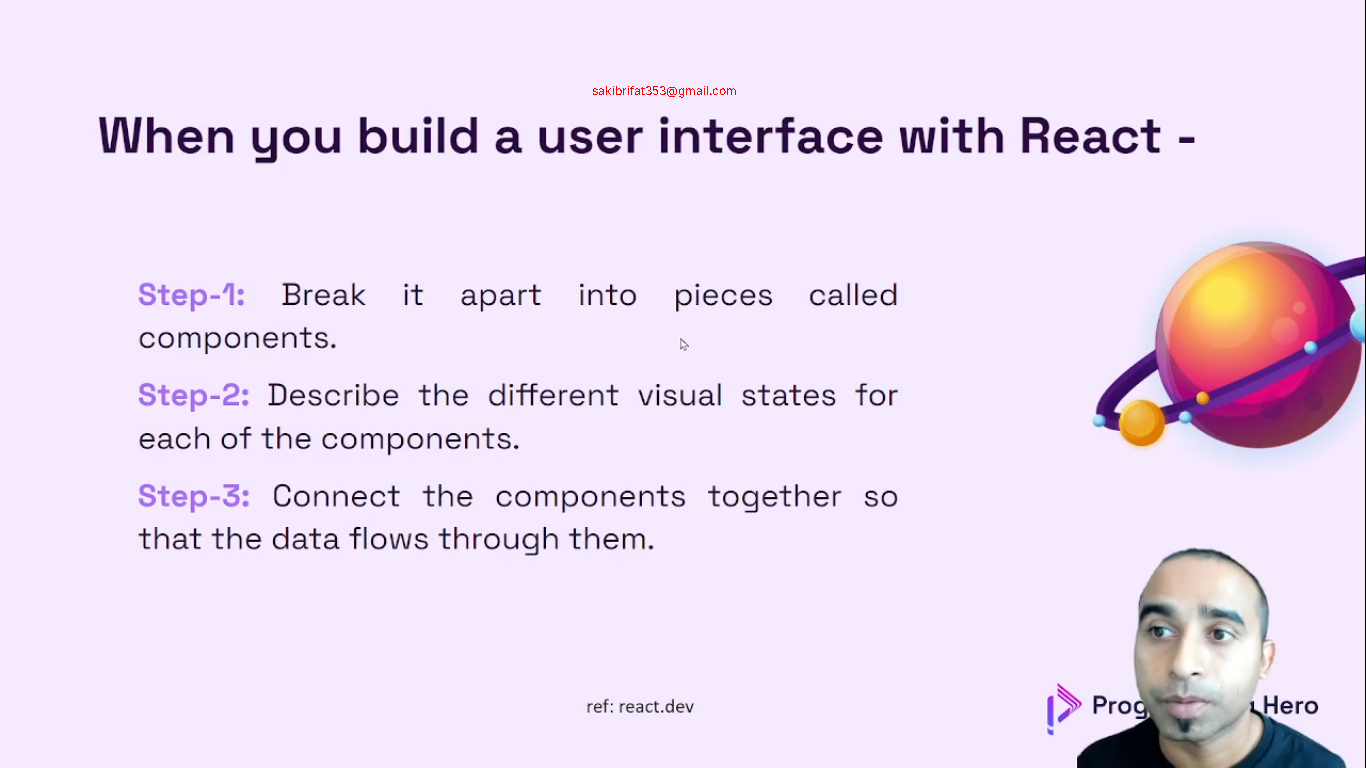 sakibrifat353@gmail.com
When you build a user interface with React -
Step-1: Break it apart into pieces called
components.
Step-2: Describe the different visual states for
each of the components.
Step-3: Connect the components together so
that the data flows through them.
ref: react.dev
Hero